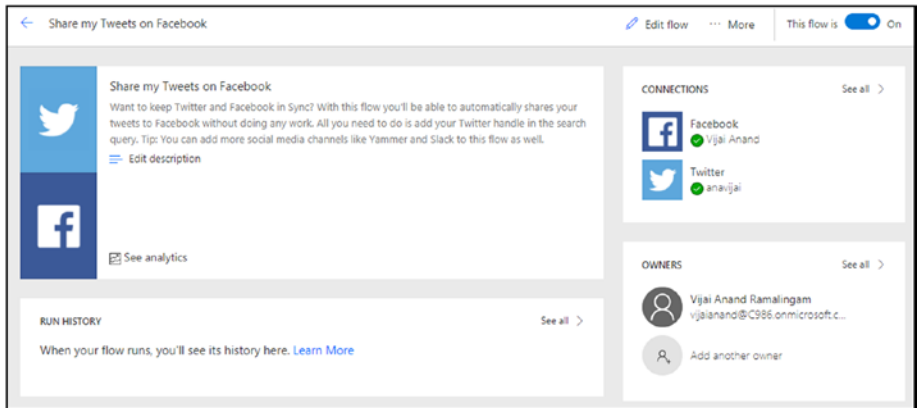 Share my Tweets on Facebook
Edit flow
··· More
This flow is
On
Share my Tweets on Facebook
Want to keep Twitter and Facebook in Sync? With this flow you'll be able to automatically shares your
tweets to Facebook without doing any work. All you need to do is add your Twitter handle in the search
query. Tip: You can add more social media channels like Yammer and Slack to this flow as well.
Edit description
See analytics
RUN HISTORY
See all
When your flow runs, you'll see its history here. Learn More
CONNECTIONS
See all
Facebook
Vijai Anand
Twitter
anavijai
OWNERS
See all
Vijai Anand Ramalingam
vijaianand@C986.onmicrosoft.c...
Add another owner